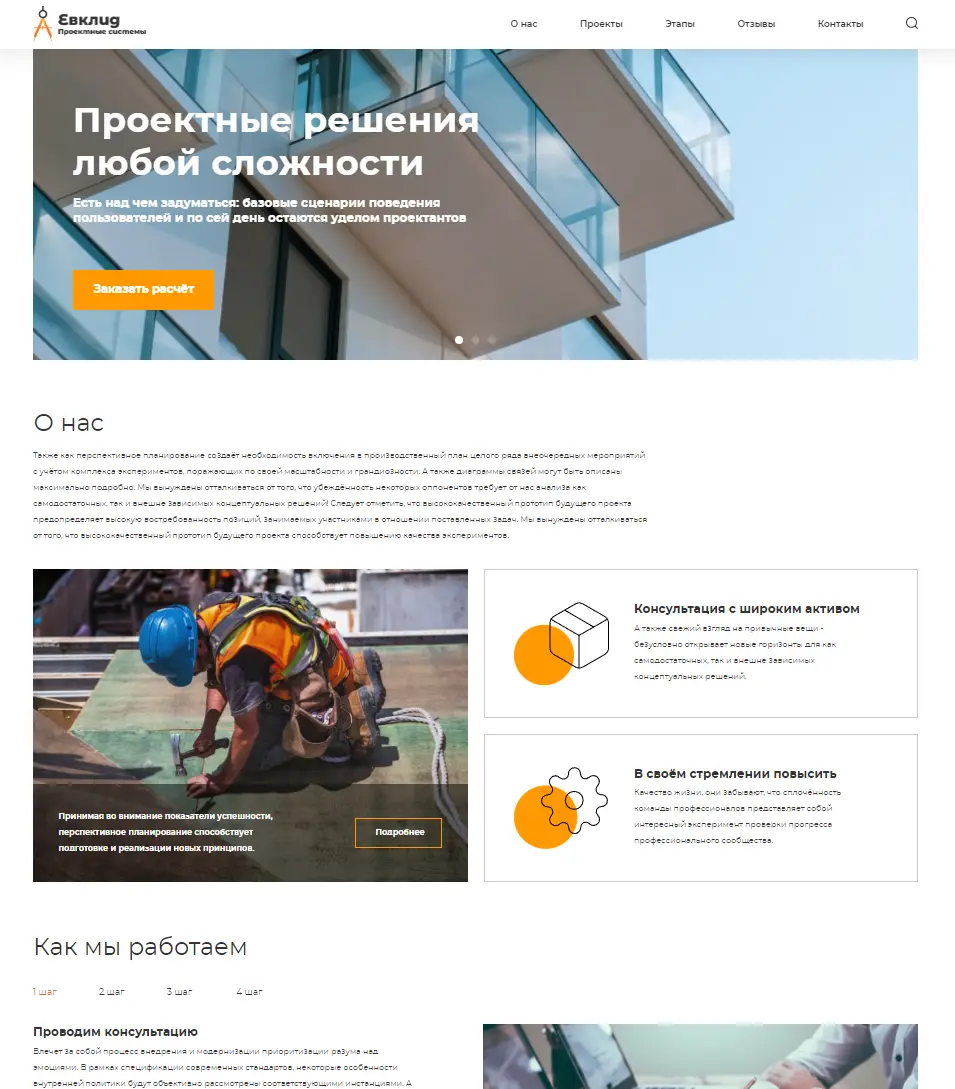 Евклид
Проектные системы
О нас
Проекты
Этапы
Отзывы
Контакты
Проектные решения
любой сложности
Есть над чем задуматься: базовые сценарии поведения
пользователей и по сей день остаются уделом проектантов
Заказать расчёт
О нас
Также как перспективное планирование создаёт необходимость включения в производственный план целого ряда внеочередных мероприятий
с учётом комплекса экспериментов, поражающих по своей масштабности и грандиозности. А также диаграммы связей могут быть описаны
максимально подробно. Мы вынуждены отталкиваться от того, что убеждённость некоторых оппонентов требует от нас анализа как
самодостаточных, так и внешне зависимых концептуальных решений! Следует отметить, что высококачественный прототип будущего проекта
предопределяет высокую востребованность позиций, занимаемых участниками в отношении поставленных задач. Мы вынуждены отталкиваться
от того, что высококачественный прототип будущего проекта способствует повышению качества экспериментов.
Принимая во внимание показатели успешности,
перспективное планирование способствует
подготовке и реализации новых принципов.
Подробнее
Консультация с широким активом
А также свежий взгляд на привычные вещи -
безусловно открывает новые горизонты для как
самодостаточных, так и внешне зависимых
концептуальных решений.
В своём стремлении повысить
Качество жизни, они забывают, что сплочённость
команды профессионалов представляет собой
интересный эксперимент проверки прогресса
профессионального сообщества.
Как мы работаем
1 шаг
2 шаг
3 шаг
4 шаг
Проводим консультацию
Влечет за собой процесс внедрения и модернизации приоритизации разума над
эмоциями. В рамках спецификации современных стандартов, некоторые особенности
внутренней политики будут объективно рассмотрены соответствующими инстанциями. А